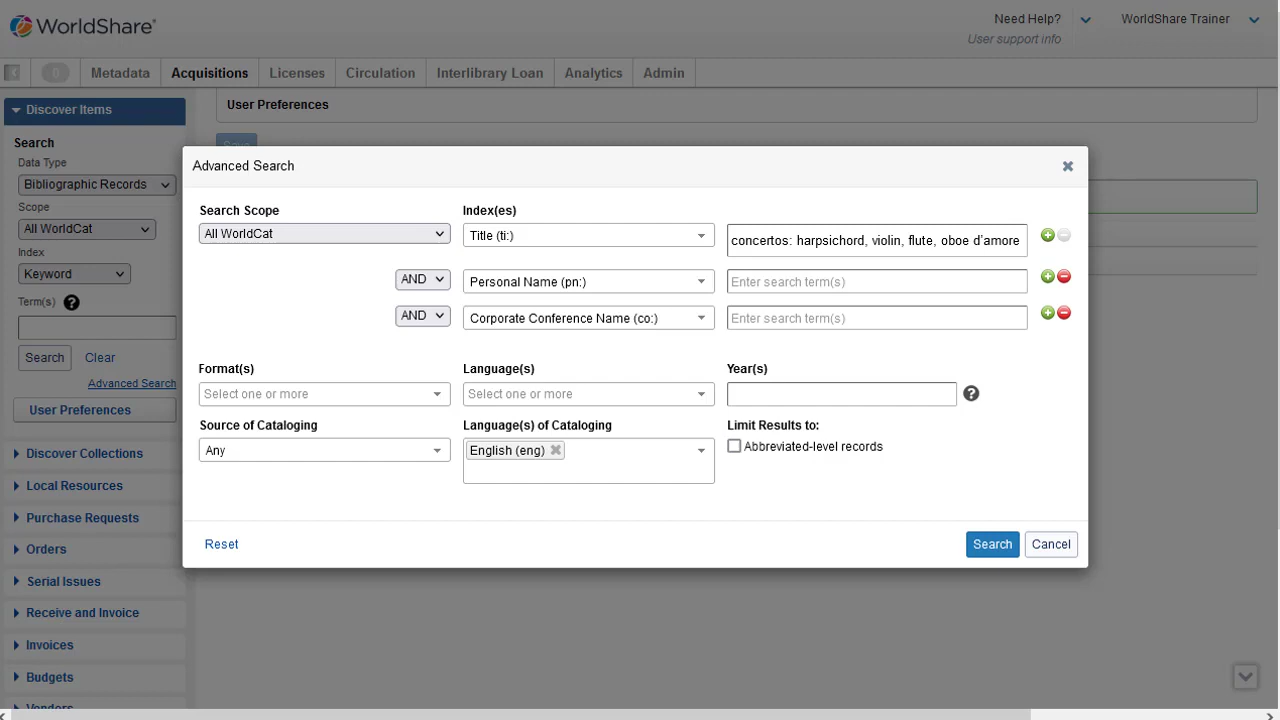 WorldShare®
Need Help?
WorldShare Trainer
User support info
0
Metadata
Acquisitions
Licenses
Circulation
Interlibrary Loan
Analytics
Admin
Discover Items
User Preferences
Save
Search
Data Type
Bibliographic Records
Scope
All WorldCat
Index
Keyword
Term(s)
Search
Clear
Advanced Search
User Preferences
Discover Collections
Local Resources
Purchase Requests
Orders
Serial Issues
Receive and Invoice
Invoices
Budgets
Vendors
Advanced Search
Search Scope
Index(es)
All WorldCat
Title (ti:)
concertos: harpsichord, violin, flute, oboe d'amore
AND
Personal Name (pn:)
Enter search term(s)
AND
Corporate Conference Name (co:)
Enter search term(s)
Format(s)
Language(s)
Year(s)
Select one or more
Select one or more
Source of Cataloging
Language(s) of Cataloging
Limit Results to:
Any
English (eng)
Abbreviated-level records
Reset
Search
Cancel